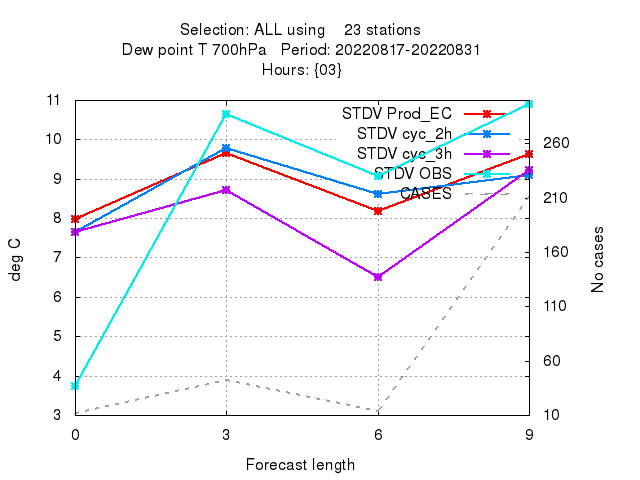 Selection: ALL using    23 stations
Dew point T 700hPa   Period: 20220817-20220831
Hours: {03}
11
10
9
8
7
6
5
4
3
deg C
STDV Prod_EC
STDV cyc_2h
STDV cyc_3h
STDV OBS
CASES
260
210
160
110
60
10
No cases
0 3 6 9
Forecast length